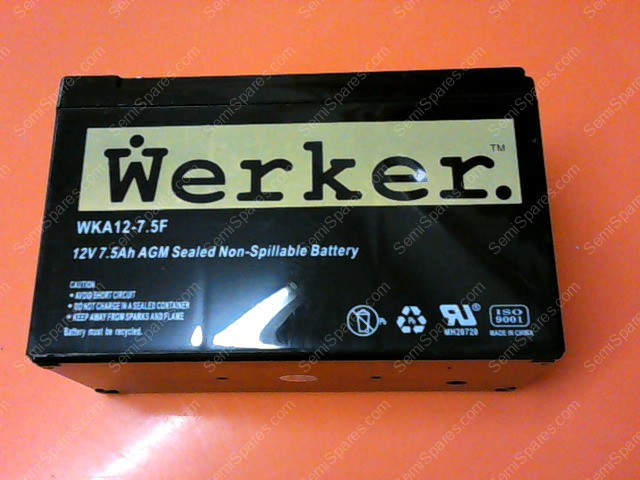 Werker.™
WKA12-7.5F
12V 7.5Ah AGM Sealed Non-Spillable Battery
CAUTION:
• AVOID SHORT CIRCUIT
• DO NOT CHARGE IN A SEALED CONTAINER
• KEEP AWAY FROM SPARKS AND FLAME
Battery must be recycled.
Pb
MH20720
ISO
9001
MADE IN CHINA
SemiSpares.com